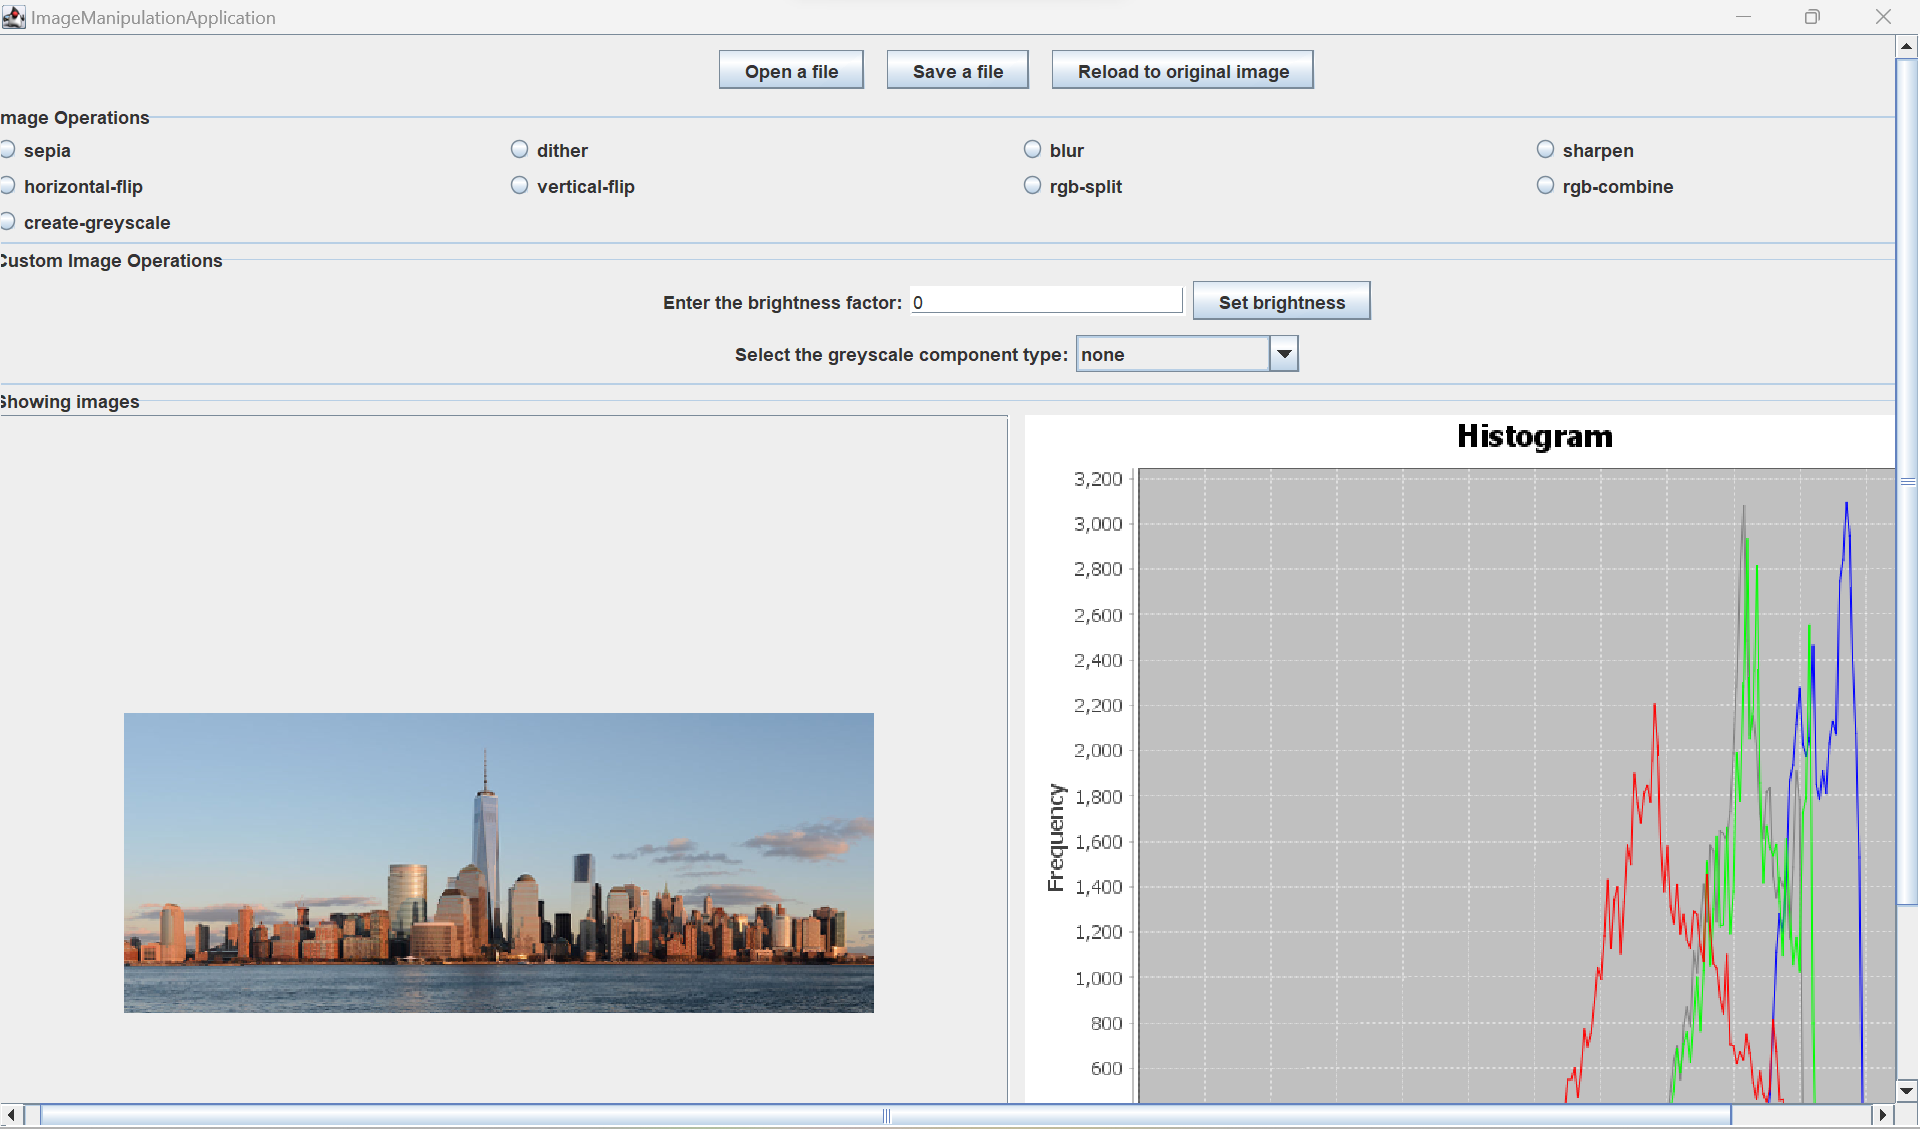 ImageManipulationApplication
Open a file Save a file Reload to original image
mage Operations
sepia dither blur sharpen
horizontal-flip vertical-flip rgb-split rgb-combine
create-greyscale
Custom Image Operations
Enter the brightness factor: 0 Set brightness
Select the greyscale component type: none
Showing images
Histogram
3,200
3,000
2,800
2,600
2,400
2,200
2,000
1,800
1,600
1,400
1,200
1,000
800
600
Frequency